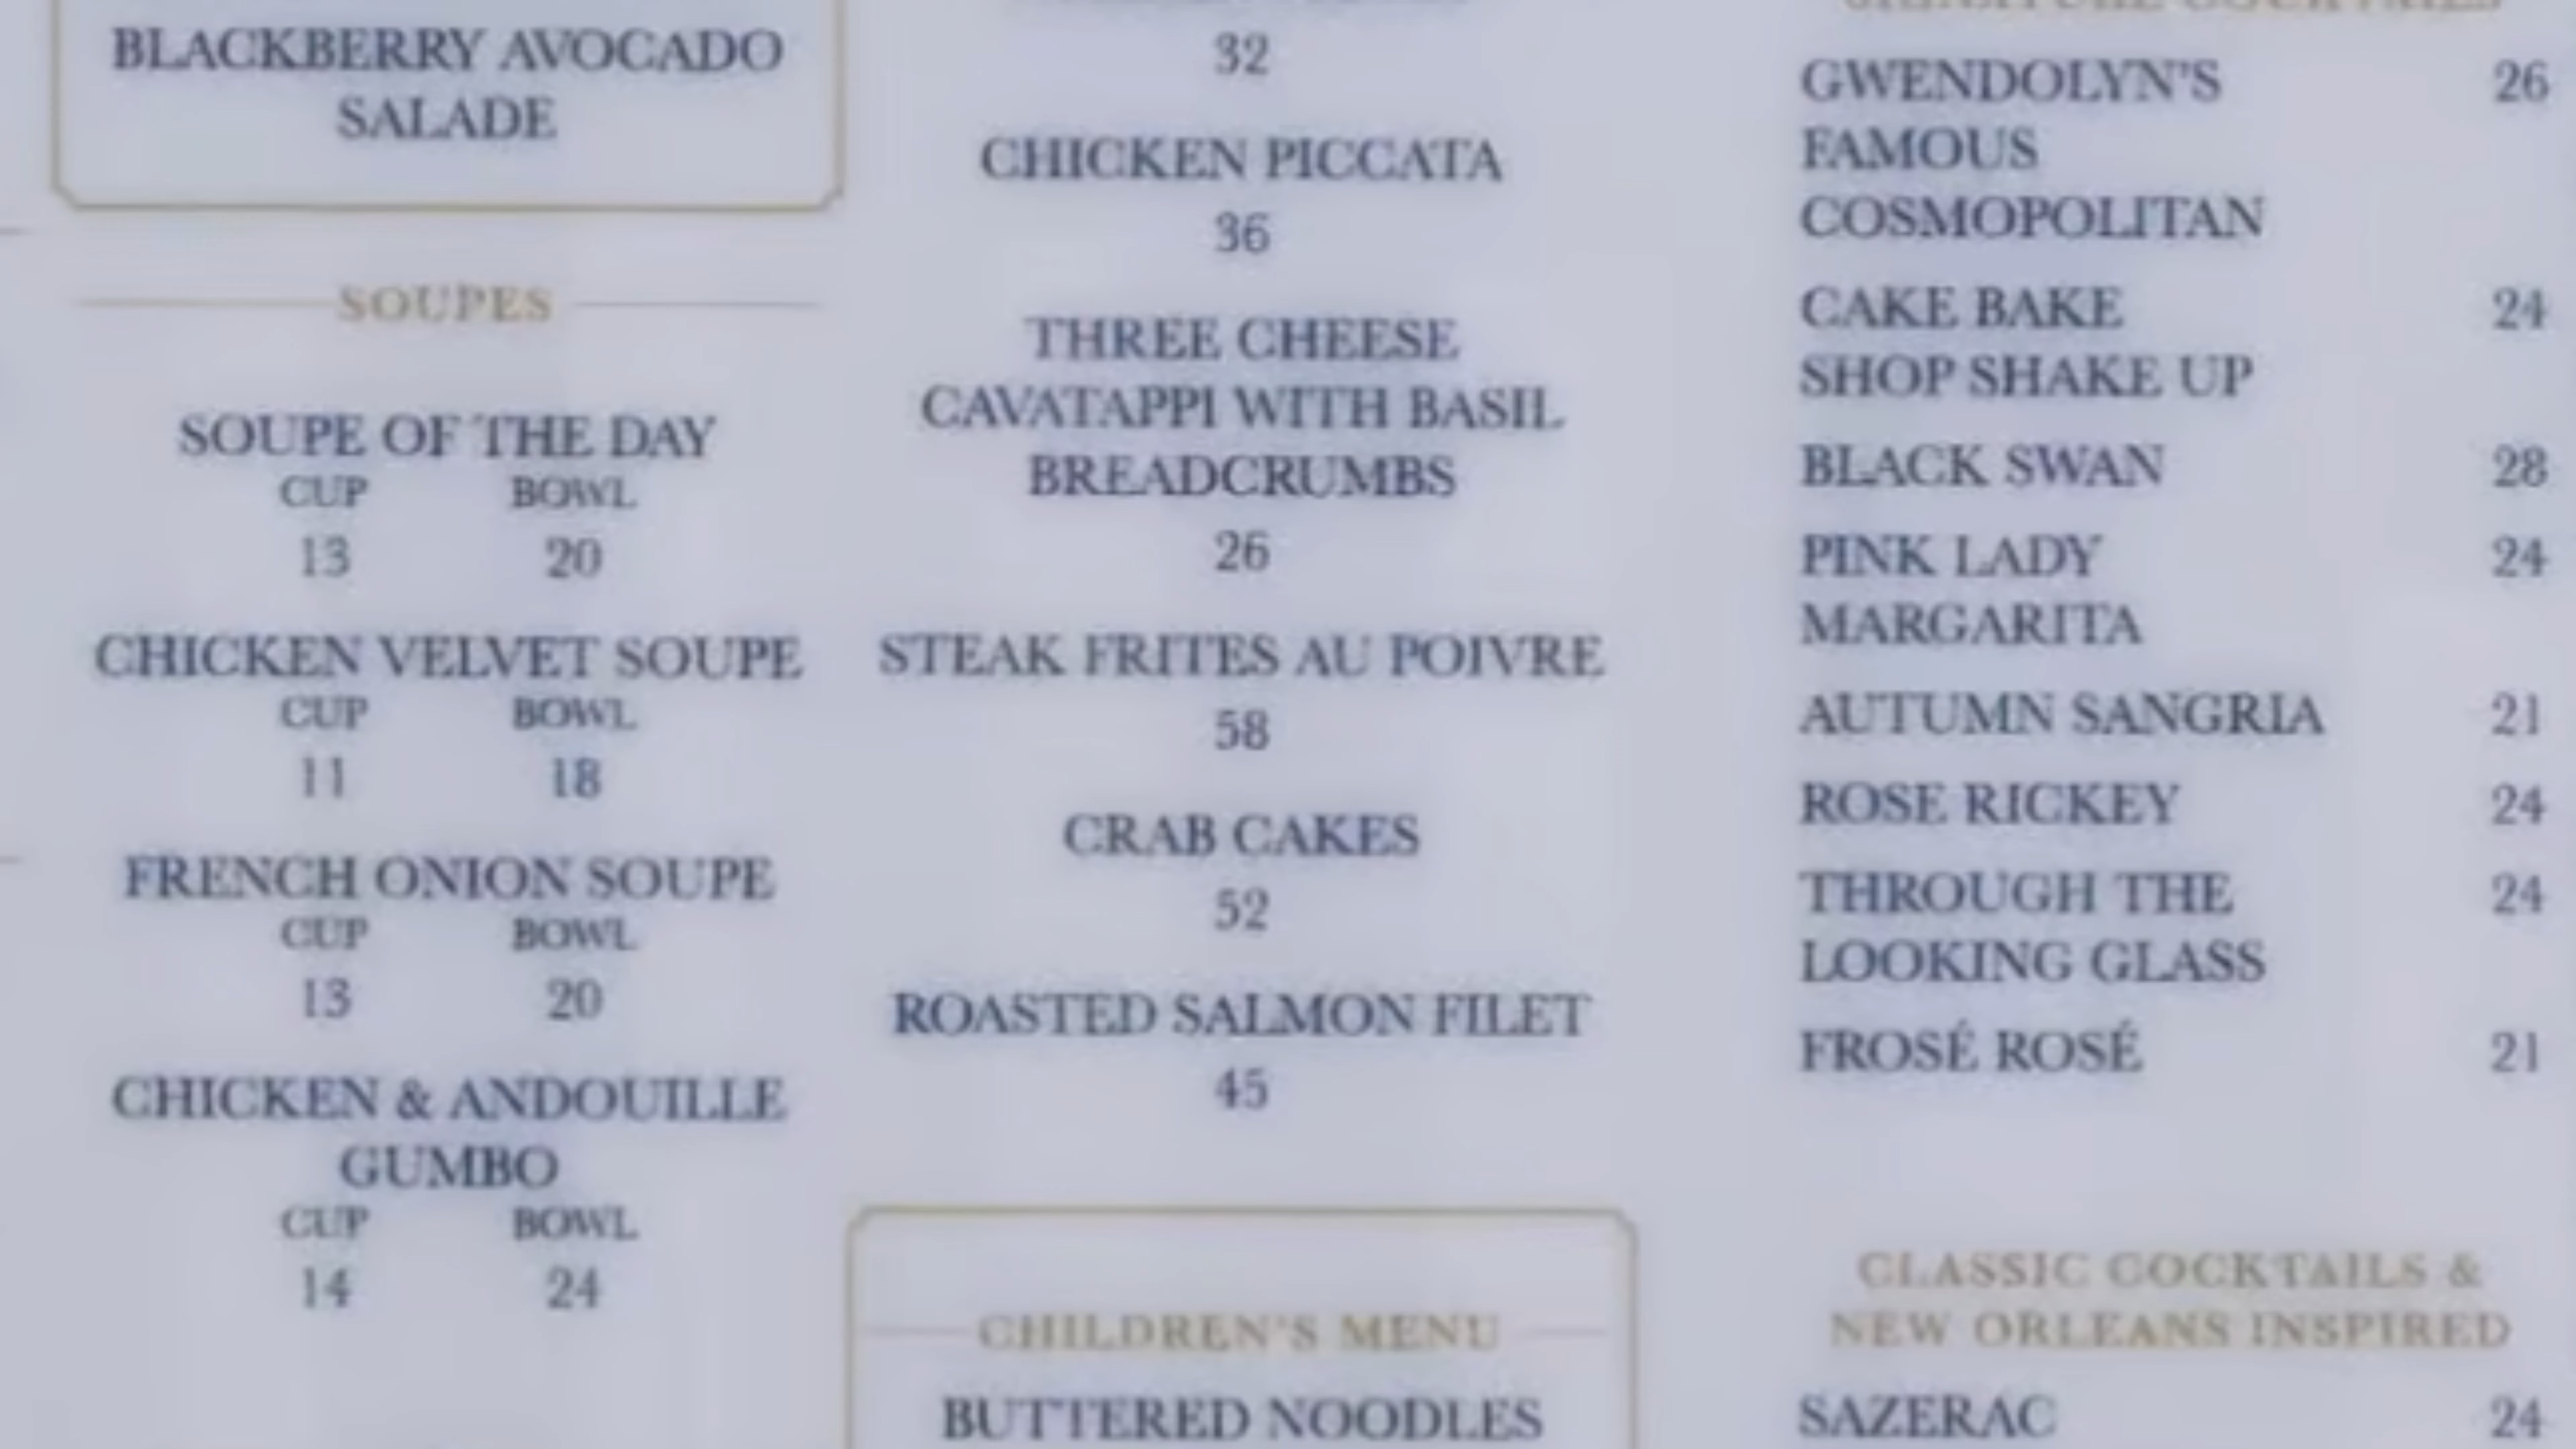 BLACKBERRY AVOCADO
SALADE
SOUPES
SOUPE OF THE DAY
CUP BOWL
13 20
CHICKEN VELVET SOUPE
CUP BOWL
11 18
FRENCH ONION SOUPE
CUP BOWL
13 20
CHICKEN & ANDOUILLE
GUMBO
CUP BOWL
14 24
32
CHICKEN PICCATA
36
THREE CHEESE
CAVATAPPI WITH BASIL
BREADCRUMBS
26
STEAK FRITES AU POIVRE
58
CRAB CAKES
52
ROASTED SALMON FILET
45
CHILDREN'S MENU
BUTTERED NOODLES
SIGNATURE COCKTAILS
GWENDOLYN'S 26
FAMOUS
COSMOPOLITAN
CAKE BAKE 24
SHOP SHAKE UP
BLACK SWAN 28
PINK LADY 24
MARGARITA
AUTUMN SANGRIA 21
ROSE RICKEY 24
THROUGH THE 24
LOOKING GLASS
FROSÉ ROSÉ 21
CLASSIC COCKTAILS &
NEW ORLEANS INSPIRED
SAZERAC 24